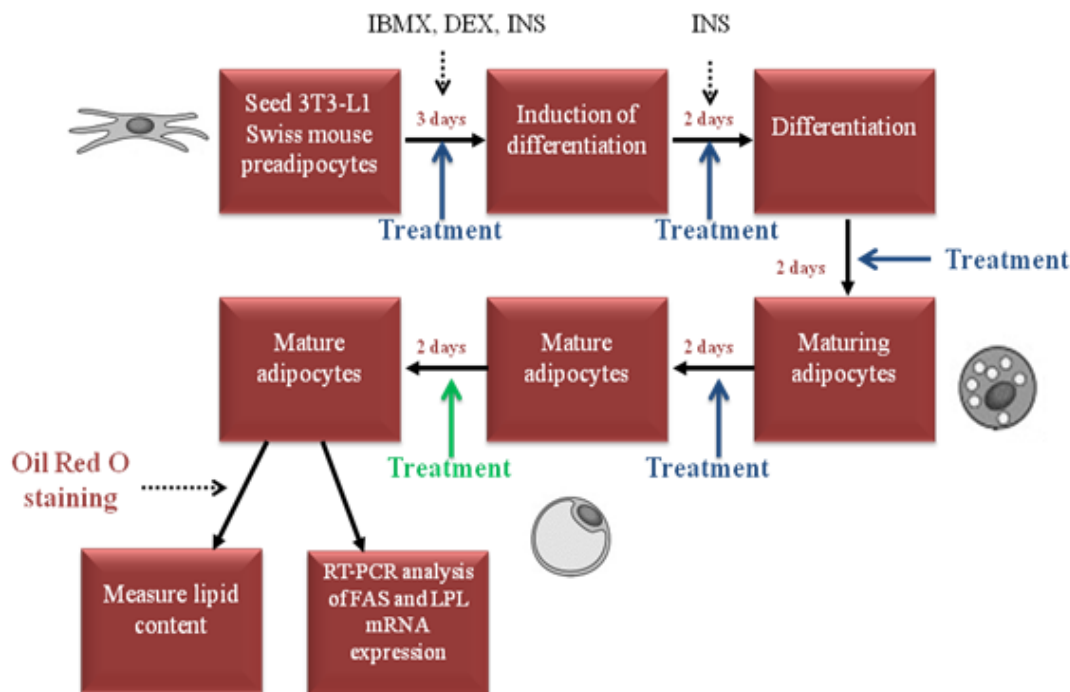 IBMX, DEX, INS
INS
Seed 3T3-L1
Swiss mouse
preadipocytes
3 days
Induction of
differentiation
2 days
Differentiation
Treatment
Treatment
2 days
Treatment
Mature
adipocytes
2 days
Mature
adipocytes
2 days
Maturing
adipocytes
Treatment
Treatment
Oil Red O
staining
Measure lipid
content
RT-PCR analysis
of FAS and LPL
mRNA
expression